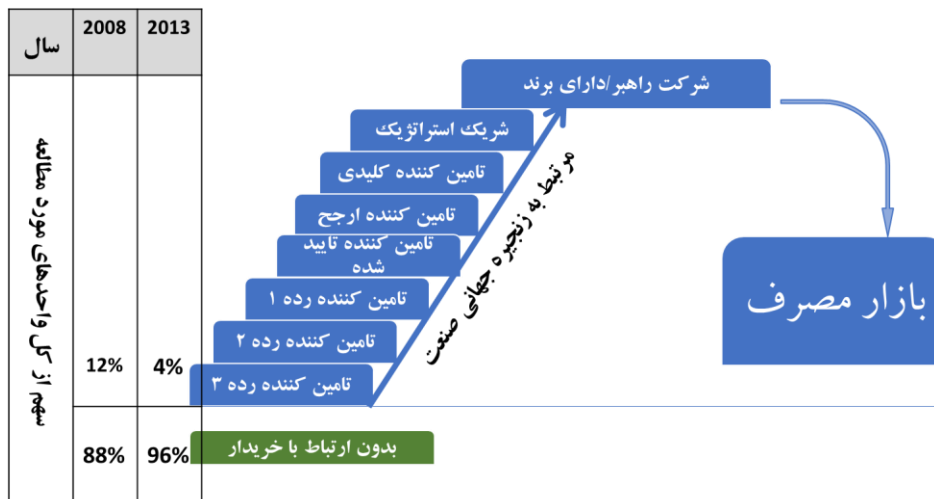 سال
2008
2013
سهم از کل واحدهای مورد مطالعه
12%
4%
88%
96%
شرکت راهبر/دارای برند
شریک استراتژیک
تامین کننده کلیدی
تامین کننده ارجح
تامین کننده تایید
شده
تامین کننده رده ۱
تامین کننده رده ۲
تامین کننده رده ۳
بدون ارتباط با خریدار
مرتبط به زنجیره جهانی صنعت
بازار مصرف